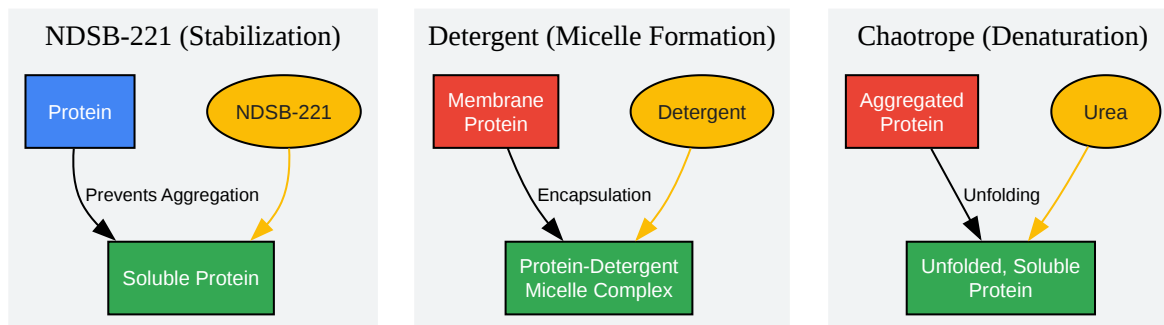 NDSB-221 (Stabilization)
Protein
NDSB-221
Prevents Aggregation
Soluble Protein
Detergent (Micelle Formation)
Membrane
Protein
Detergent
Encapsulation
Protein-Detergent
Micelle Complex
Chaotrope (Denaturation)
Aggregated
Protein
Urea
Unfolding
Unfolded, Soluble
Protein